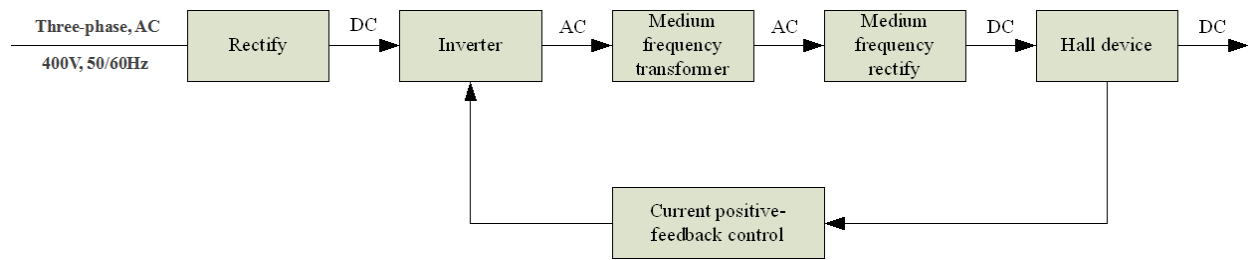 Three-phase, AC
400V, 50/60Hz
Rectify
DC
Inverter
AC
Medium
frequency
transformer
AC
Medium
frequency
rectify
DC
Hall device
DC
Current positive-
feedback control